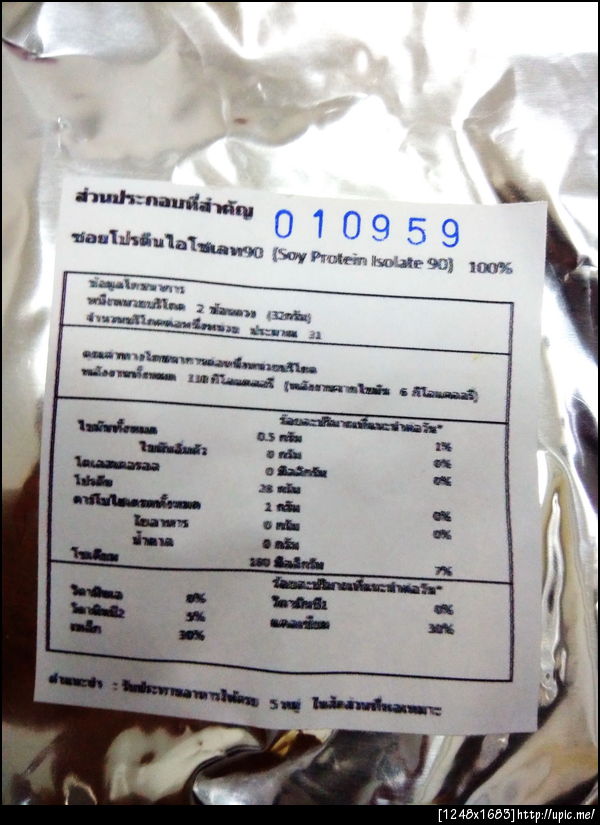 ส่วนประกอบที่สำคัญ
010959
ซอยโปรตีนไอโซเลท90 (Soy Protein Isolate 90) 100%
ข้อมูลโภชนาการ
หนึ่งหน่วยบริโภค 2 ช้อนตวง (32กรัม)
จำนวนบริโภคต่อหนึ่งหน่วย ประมาณ 31
คุณค่าทางโภชนาการต่อหนึ่งหน่วยบริโภค
พลังงานทั้งหมด 110 กิโลแคลอรี่ (พลังงานจากไขมัน 6 กิโลแคลอรี่)
ร้อยละปริมาณที่แนะนำต่อวัน*
ไขมันทั้งหมด 0.5 กรัม 1%
ไขมันอิ่มตัว 0 กรัม 0%
โคเลสเตอรอล 0 มิลลิกรัม 0%
โปรตีน 28 กรัม
คาร์โบไฮเดรตทั้งหมด กรัม 0%
ใยอาหาร 0 กรัม 0%
น้ำตาล 0 กรัม
โซเดียม มิลลิกรัม 7%
ร้อยละปริมาณที่แนะนำต่อวัน*
วิตามินเอ 0% วิตามินบี1 0%
วิตามินบี2 5% แคลเซียม 30%
เหล็ก 30%
คำแนะนำ : รับประทานอาหารให้ครบ 5 หมู่ ในสัดส่วนที่เหมาะ
[1248x1683]http://upic.me/